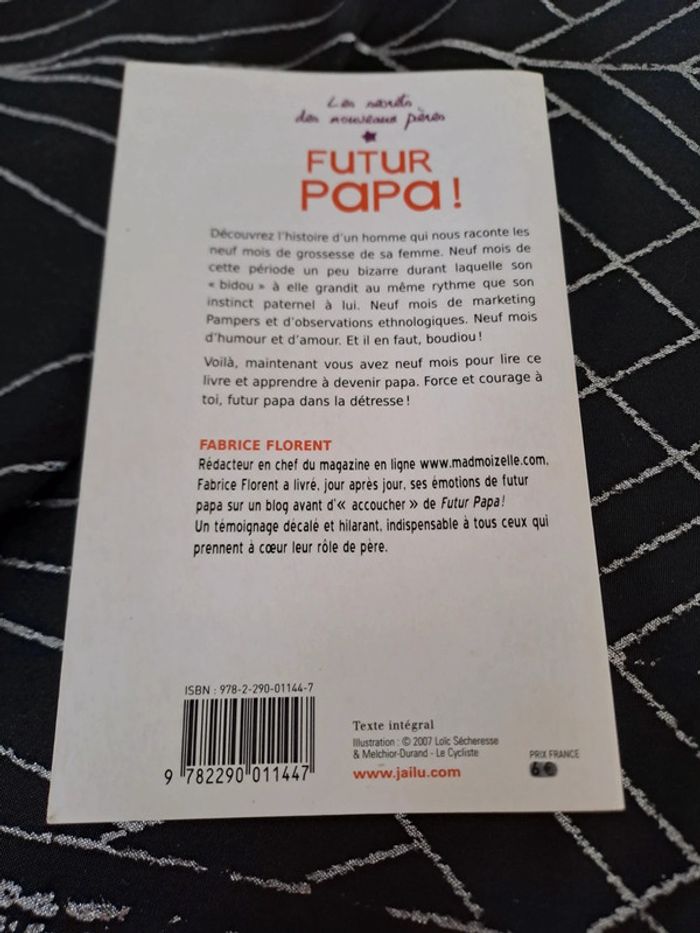 Les secrets
des nouveaux pères
FUTUR
PaPa !
Découvrez l'histoire d'un homme qui nous raconte les
neuf mois de grossesse de sa femme. Neuf mois de
cette période un peu bizarre durant laquelle son
« bidou » à elle grandit au même rythme que son
instinct paternel à lui. Neuf mois de marketing
Pampers et d'observations ethnologiques. Neuf mois
d'humour et d'amour. Et il en faut, boudiou !
Voilà, maintenant vous avez neuf mois pour lire ce
livre et apprendre à devenir papa. Force et courage à
toi, futur papa dans la détresse !
FABRICE FLORENT
Rédacteur en chef du magazine en ligne www.madmoizelle.com,
Fabrice Florent a livré, jour après jour, ses émotions de futur
papa sur un blog avant d'« accoucher » de Futur Papa !
Un témoignage décalé et hilarant, indispensable à tous ceux qui
prennent à cœur leur rôle de père.
ISBN : 978-2-290-01144-7
9 782290 011447
Texte intégral
Illustration : © 2007 Loïc Sécheresse
& Melchior-Durand - Le Cycliste
www.jailu.com
PRIX FRANCE
6 €